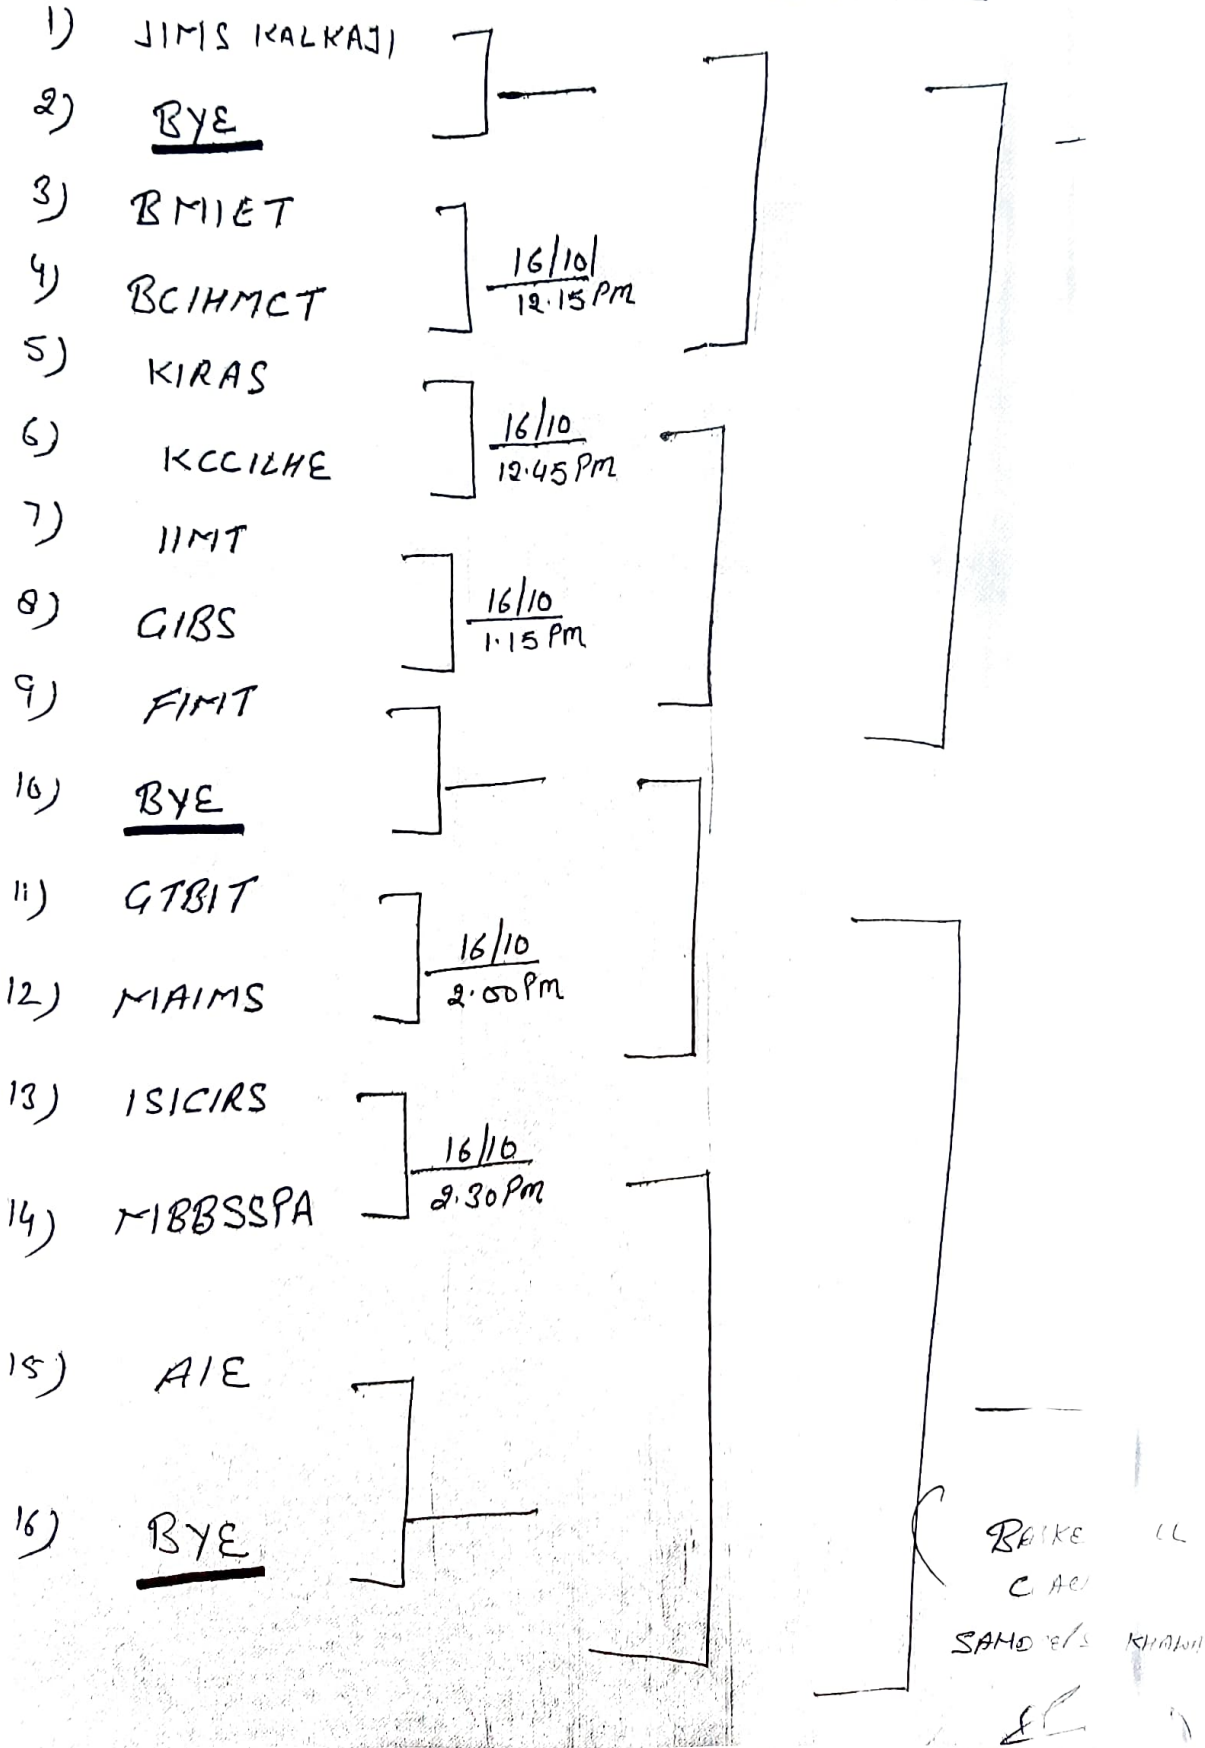 1) JIMS KALKAJI
2) BYE
3) BMIET
4) BCIHMCT
16/10/
12.15 Pm
5) KIRAS
6) KCCILHE
16/10
12.45 Pm
7) IIMT
8) GIBS
16/10
1.15 Pm
9) FIMT
10) BYE
11) GTBIT
12) MAIMS
16/10
2.00 Pm
13) ISICIRS
14) MBBSSPA
16/10
2.30 Pm
15) AIE
16) BYE